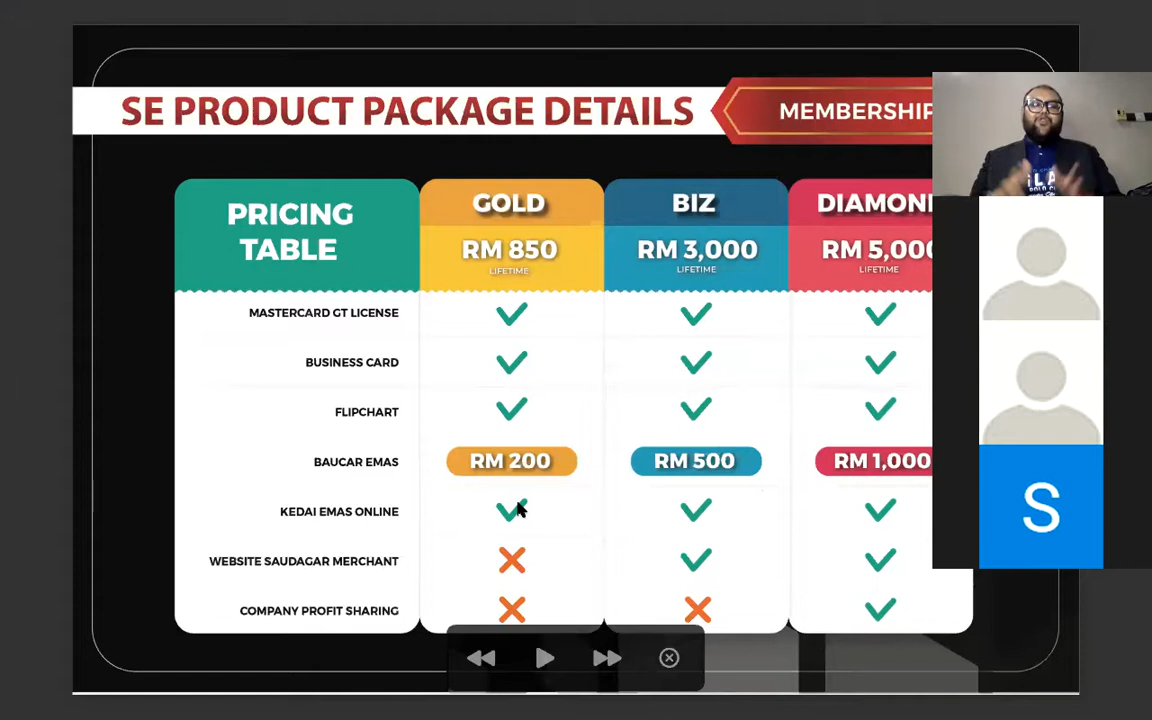 SE PRODUCT PACKAGE DETAILS
MEMBERSHIP
PRICING
TABLE
GOLD
BIZ
DIAMON
RM 850
RM 3,000
RM 5,000
LIFETIME
LIFETIME
LIFETIME
MASTERCARD GT LICENSE
BUSINESS CARD
FLIPCHART
BAUCAR EMAS
RM 200
RM 500
RM 1,000
KEDAI EMAS ONLINE
WEBSITE SAUDAGAR MERCHANT
COMPANY PROFIT SHARING
S